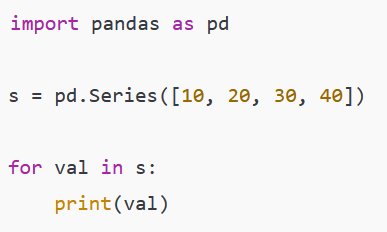 import pandas as pd
s = pd.Series([10, 20, 30, 40])
for val in s:
    print(val)